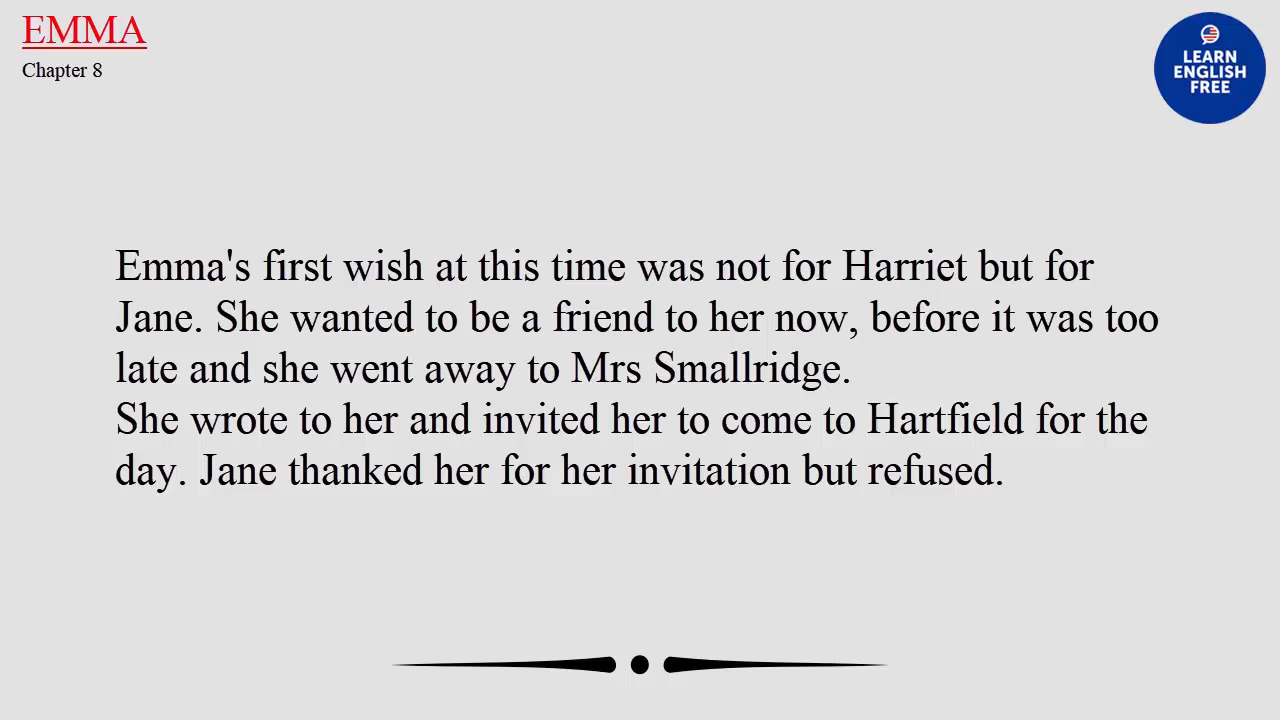 EMMA
Chapter 8
LEARN
ENGLISH
FREE
Emma's first wish at this time was not for Harriet but for
Jane. She wanted to be a friend to her now, before it was too
late and she went away to Mrs Smallridge.
She wrote to her and invited her to come to Hartfield for the
day. Jane thanked her for her invitation but refused.